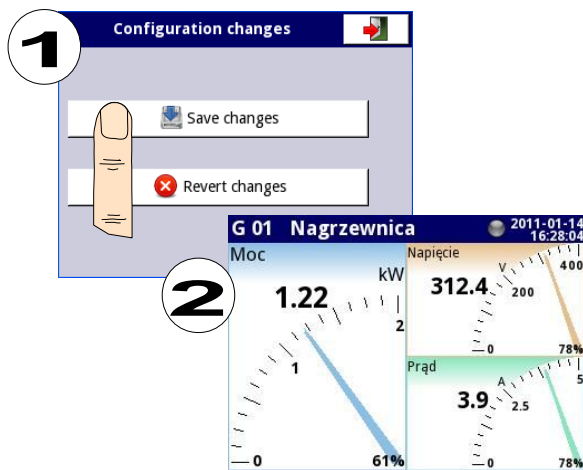 1
Configuration changes
Save changes
Revert changes
2
G 01 Nagrzewnica
2011-01-14
16:28:04
Moc
kW
1.22
2
1
0
61%
Napięcie
V
400
312.4
200
0
78%
Prąd
A
5
3.9
2.5
0
78%